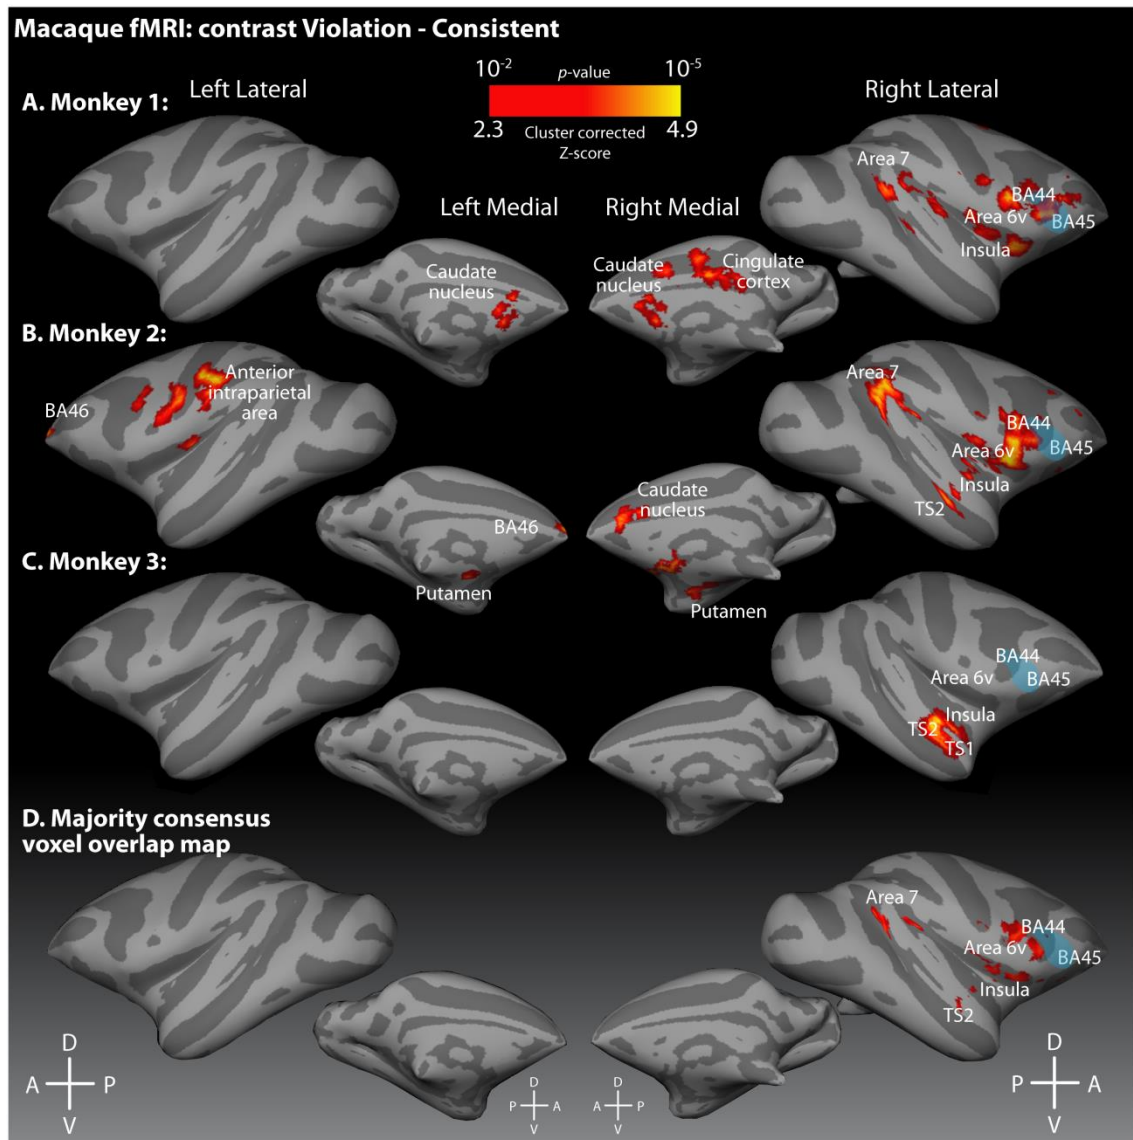 Macaque fMRI: contrast Violation - Consistent
10-2 p-value 10-5
2.3 Cluster corrected 4.9
Z-score
A. Monkey 1:
Left Lateral
Right Lateral
Area 7
BA44
Area 6v
BA45
Insula
Left Medial
Right Medial
Caudate
nucleus
Caudate
nucleus
Cingulate
cortex
B. Monkey 2:
BA46
Anterior
intraparietal
area
Area 7
BA44
Area 6v
BA45
Insula
TS2
BA46
Putamen
Caudate
nucleus
Putamen
C. Monkey 3:
BA44
Area 6v
BA45
Insula
TS2
TS1
D. Majority consensus
voxel overlap map
Area 7
BA44
Area 6v
BA45
Insula
TS2
D
A P
V
D
P A
V
D
A P
V
D
P A
V